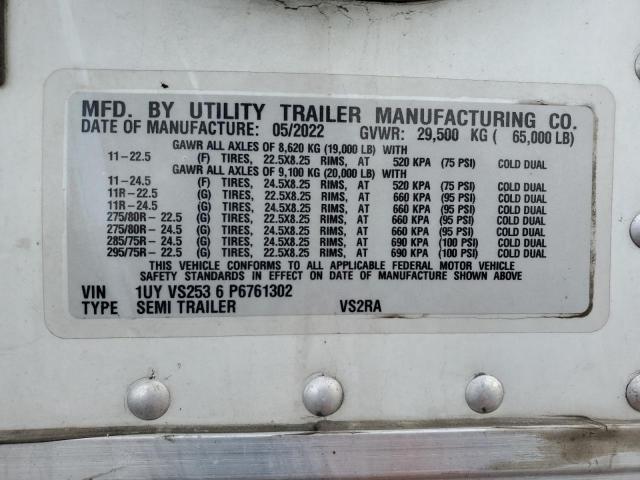 MFD. BY UTILITY TRAILER MANUFACTURING CO.
DATE OF MANUFACTURE: 05/2022 GVWR: 29,500 KG ( 65,000 LB)
GAWR ALL AXLES OF 8,620 KG (19,000 LB) WITH
11-22.5 (F) TIRES, 22.5X8.25 RIMS, AT 520 KPA (75 PSI) COLD DUAL
GAWR ALL AXLES OF 9,100 KG (20,000 LB) WITH
11-24.5 (F) TIRES, 24.5X8.25 RIMS, AT 520 KPA (75 PSI) COLD DUAL
11R-22.5 (G) TIRES, 22.5X8.25 RIMS, AT 660 KPA (95 PSI) COLD DUAL
11R-24.5 (G) TIRES, 24.5X8.25 RIMS, AT 660 KPA (95 PSI) COLD DUAL
275/80R-22.5 (G) TIRES, 22.5X8.25 RIMS, AT 660 KPA (95 PSI) COLD DUAL
275/80R-24.5 (G) TIRES, 24.5X8.25 RIMS, AT 660 KPA (95 PSI) COLD DUAL
285/75R-24.5 (G) TIRES, 24.5X8.25 RIMS, AT 690 KPA (100 PSI) COLD DUAL
295/75R-22.5 (G) TIRES, 22.5X8.25 RIMS, AT 690 KPA (100 PSI) COLD DUAL
THIS VEHICLE CONFORMS TO ALL APPLICABLE FEDERAL MOTOR VEHICLE
SAFETY STANDARDS IN EFFECT ON DATE OF MANUFACTURE SHOWN ABOVE
VIN 1UY VS253 6 P6761302
TYPE SEMI TRAILER VS2RA